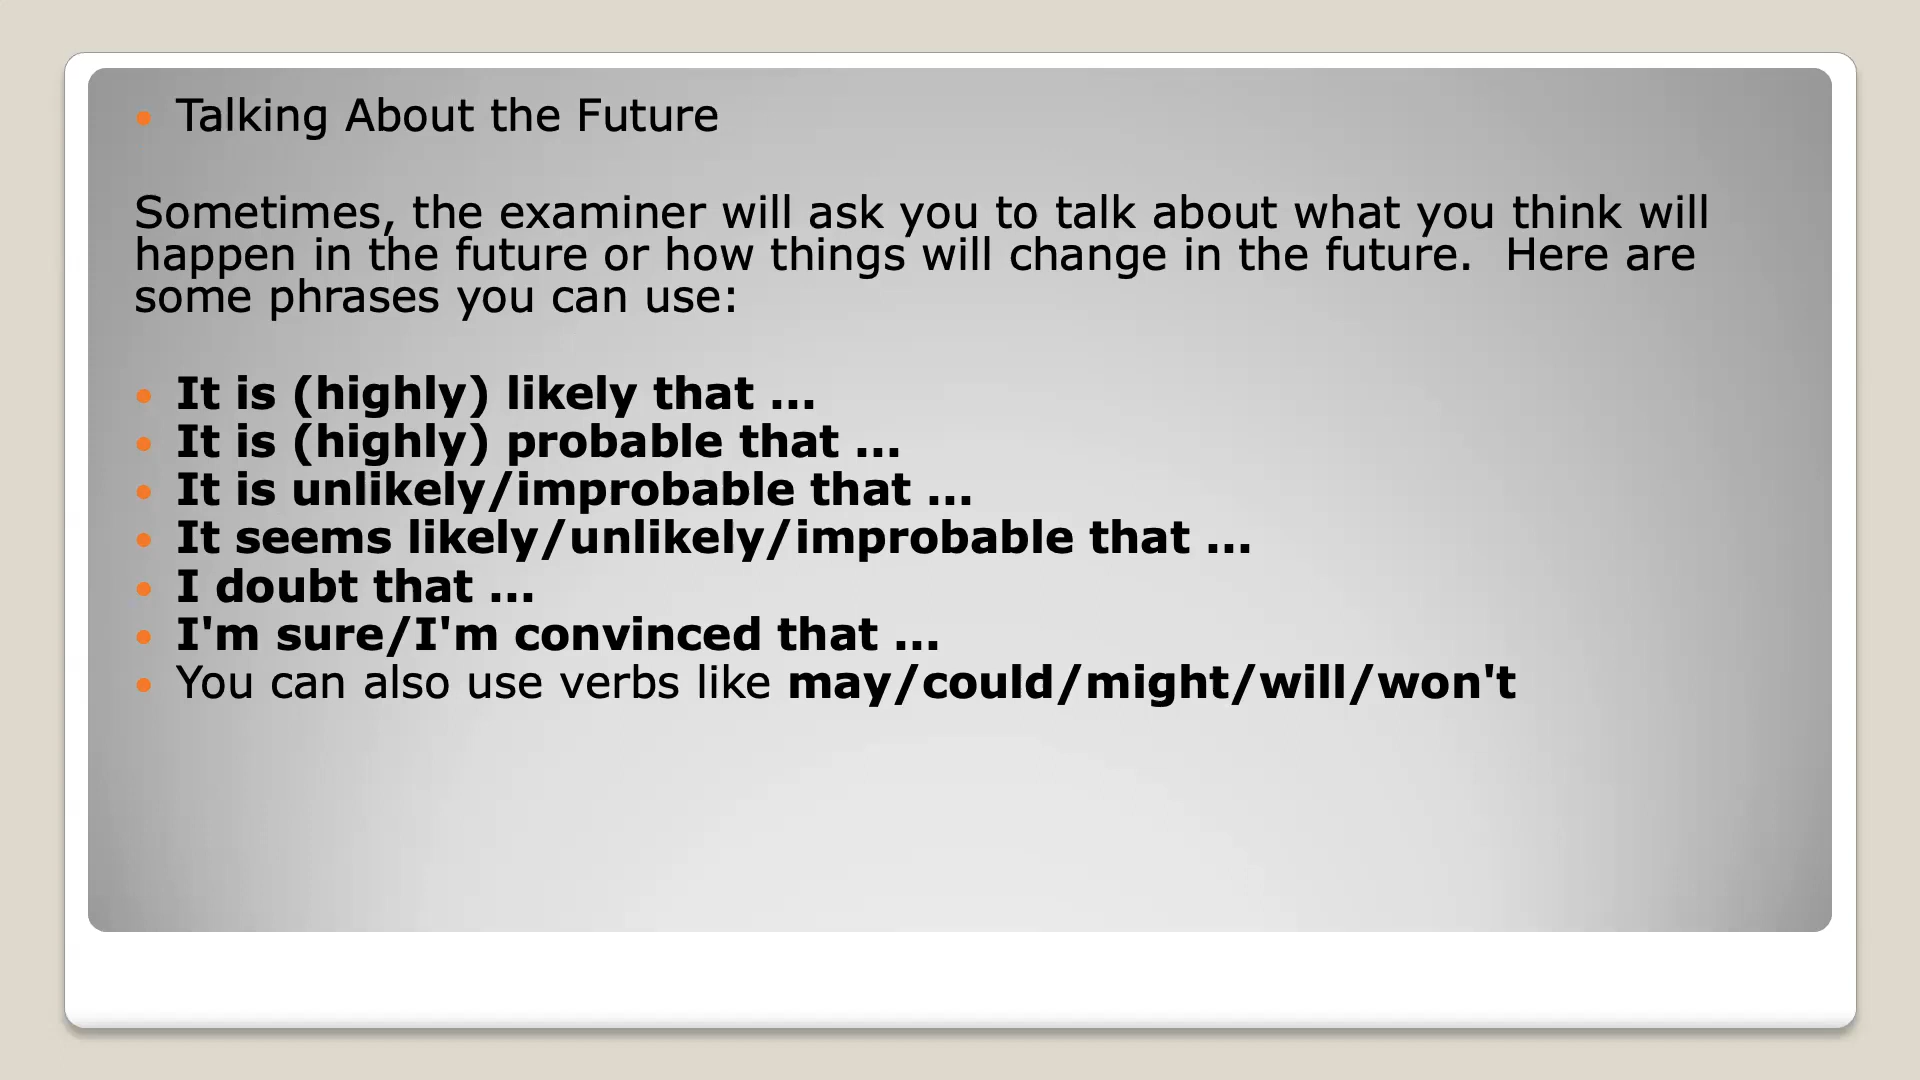 Talking About the Future
Sometimes, the examiner will ask you to talk about what you think will
happen in the future or how things will change in the future.  Here are
some phrases you can use:
It is (highly) likely that ...
It is (highly) probable that ...
It is unlikely/improbable that ...
It seems likely/unlikely/improbable that ...
I doubt that ...
I'm sure/I'm convinced that ...
You can also use verbs like may/could/might/will/won't